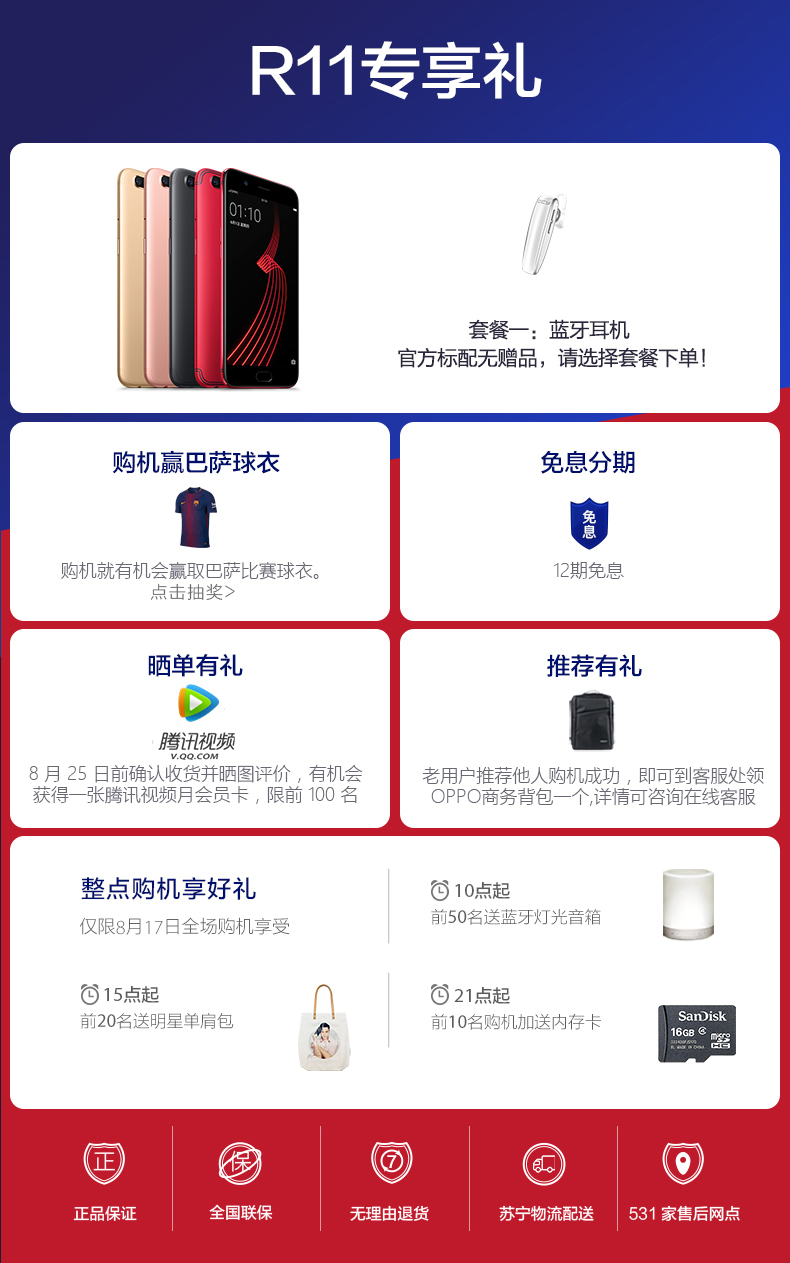 R11专享礼
01:10
套餐一：蓝牙耳机
官方标配无赠品，请选择套餐下单！
购机赢巴萨球衣
购机就有机会赢取巴萨比赛球衣。
点击抽奖>
免息分期
免息
12期免息
晒单有礼
腾讯视频
V.QQ.COM
8 月 25 日前确认收货并晒图评价，有机会
获得一张腾讯视频月会员卡，限前 100 名
推荐有礼
老用户推荐他人购机成功，即可到客服处领
OPPO商务背包一个,详情可咨询在线客服
整点购机享好礼
仅限8月17日全场购机享受
10点起
前50名送蓝牙灯光音箱
15点起
前20名送明星单肩包
21点起
前10名购机加送内存卡
SanDisk
16GB 4
micro
SD HC
正
正品保证
保
全国联保
7
无理由退货
苏宁物流配送
531 家售后网点